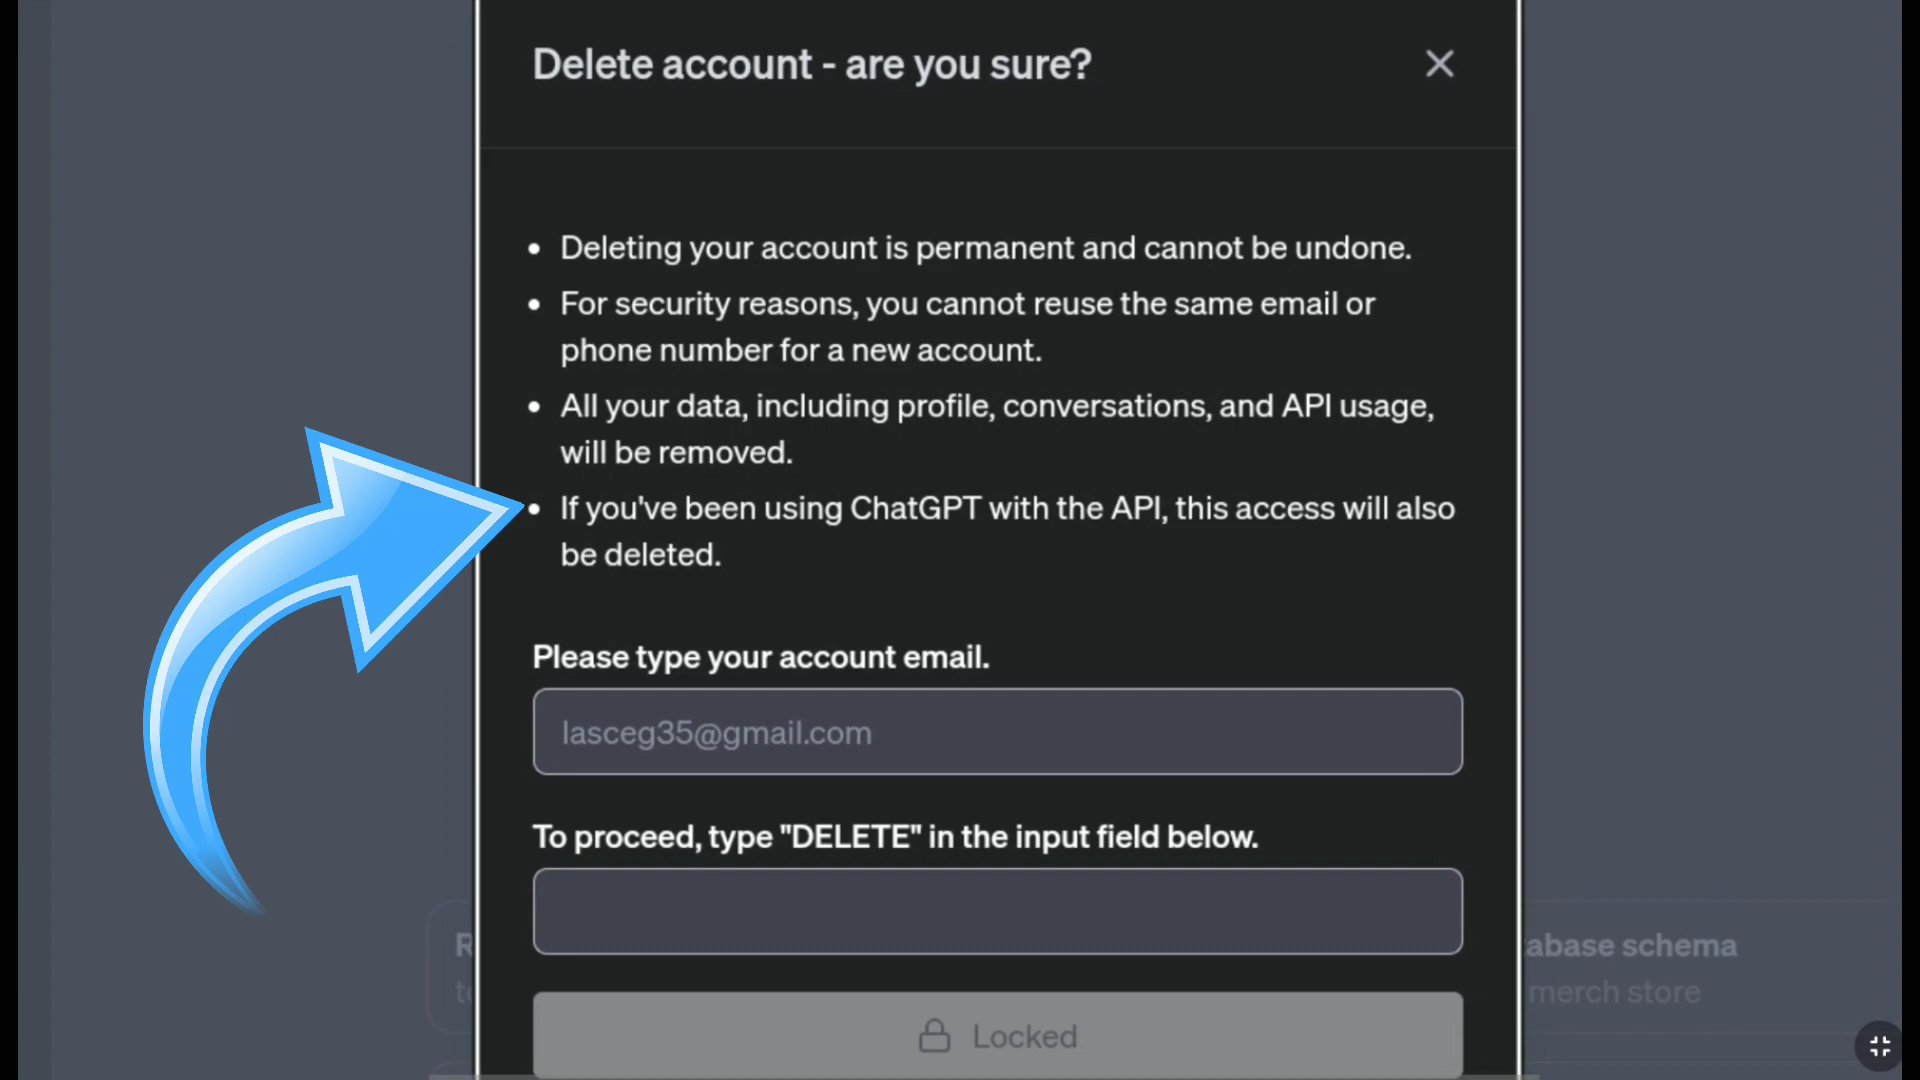 Delete account - are you sure?
• Deleting your account is permanent and cannot be undone.
• For security reasons, you cannot reuse the same email or
phone number for a new account.
• All your data, including profile, conversations, and API usage,
will be removed.
• If you've been using ChatGPT with the API, this access will also
be deleted.
Please type your account email.
lasceg35@gmail.com
To proceed, type "DELETE" in the input field below.
abase schema
merch store
Locked